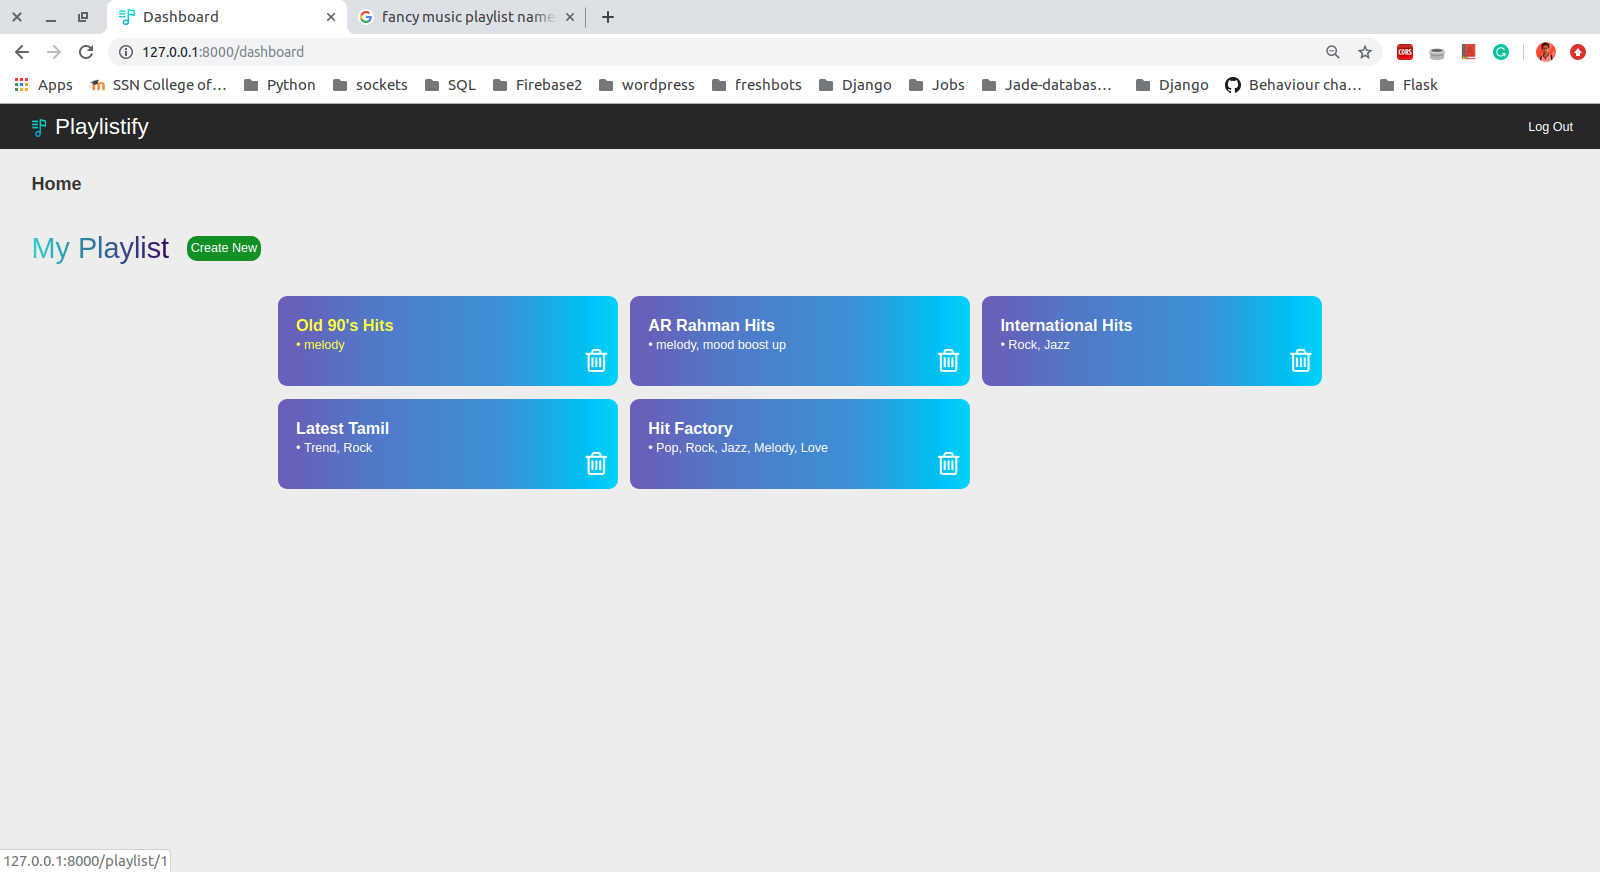 Dashboard
fancy music playlist name
127.0.0.1:8000/dashboard
CORS
Apps
SSN College of...
Python
sockets
SQL
Firebase2
wordpress
freshbots
Django
Jobs
Jade-databas...
Django
Behaviour cha...
Flask
Playlistify
Log Out
Home
My Playlist
Create New
Old 90's Hits
• melody
AR Rahman Hits
• melody, mood boost up
International Hits
• Rock, Jazz
Latest Tamil
• Trend, Rock
Hit Factory
• Pop, Rock, Jazz, Melody, Love
127.0.0.1:8000/playlist/1